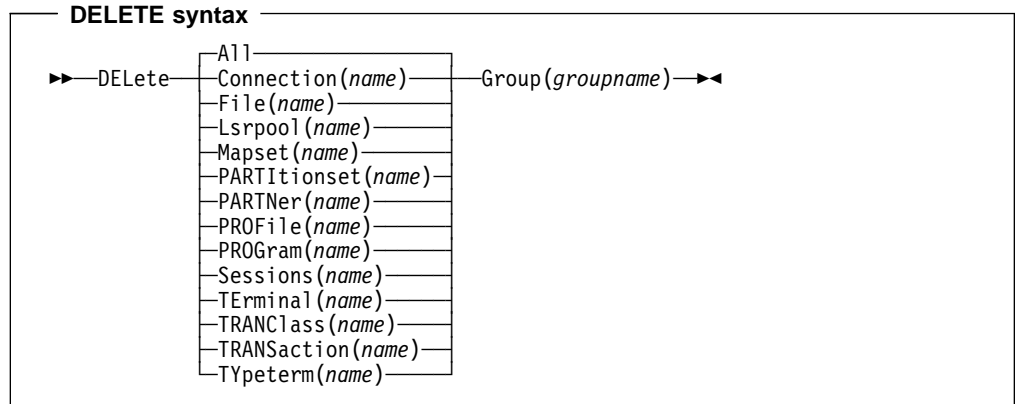 DELETE syntax
All
DELete Connection(name) Group(groupname)
File(name)
Lsrpool(name)
Mapset(name)
PARTItionset(name)
PARTNer(name)
PROFile(name)
PROGram(name)
Sessions(name)
TErminal(name)
TRANClass(name)
TRANSaction(name)
TYpeterm(name)